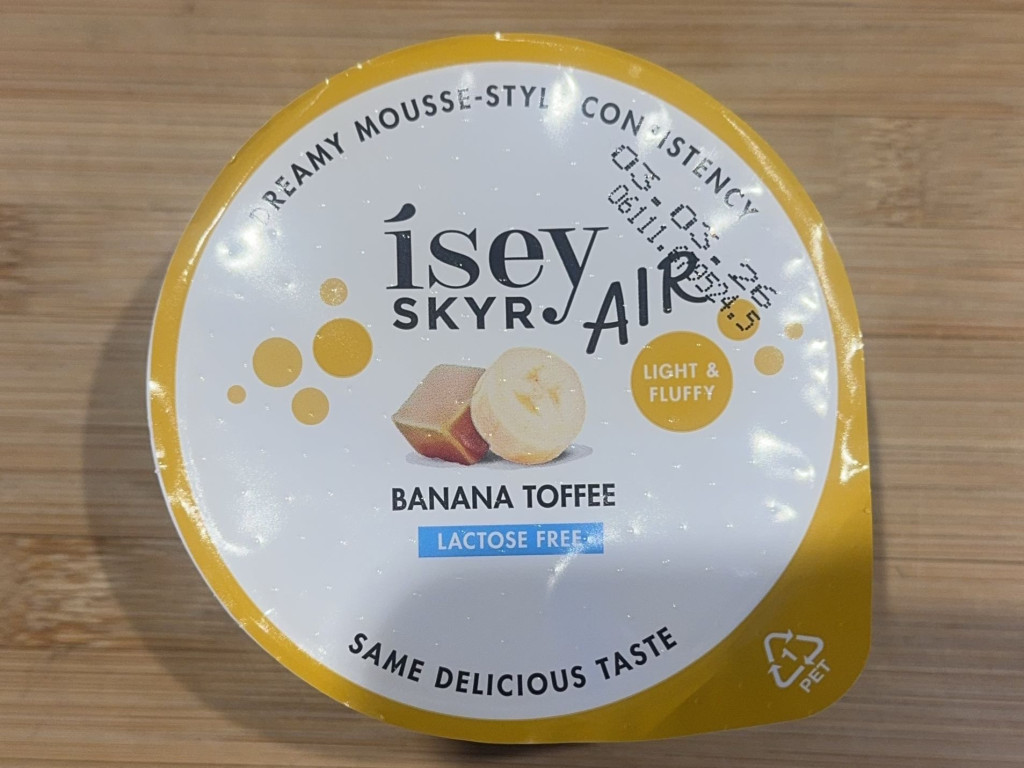 DREAMY MOUSSE-STYLE CONSISTENCY
03.03.26
ísey
SKYR
AIR
LIGHT &
FLUFFY
BANANA TOFFEE
LACTOSE FREE
SAME DELICIOUS TASTE
1
PET